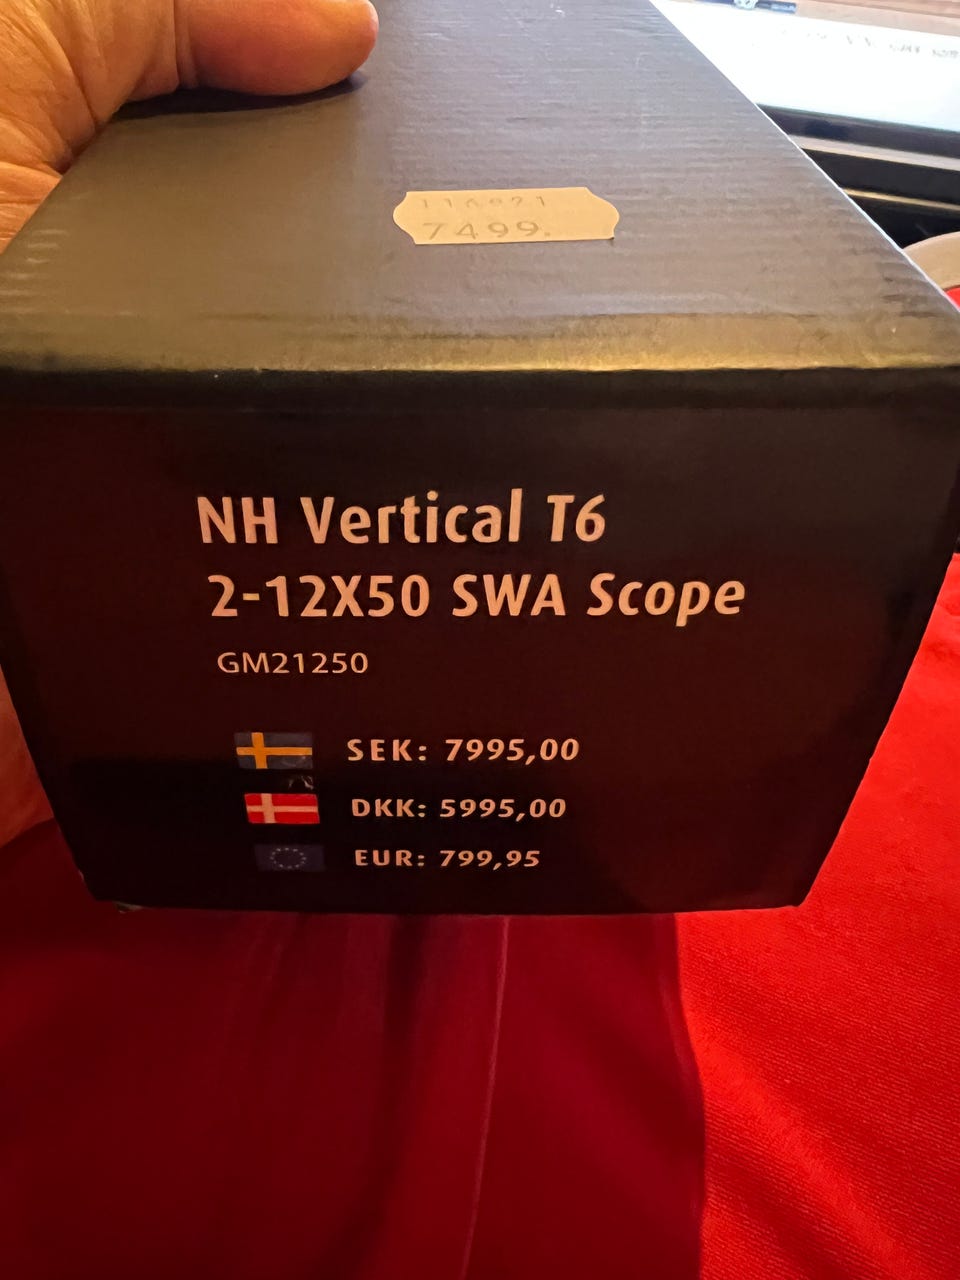 7499.
NH Vertical T6
2-12X50 SWA Scope
GM21250
SEK: 7995,00
DKK: 5995,00
EUR: 799,95